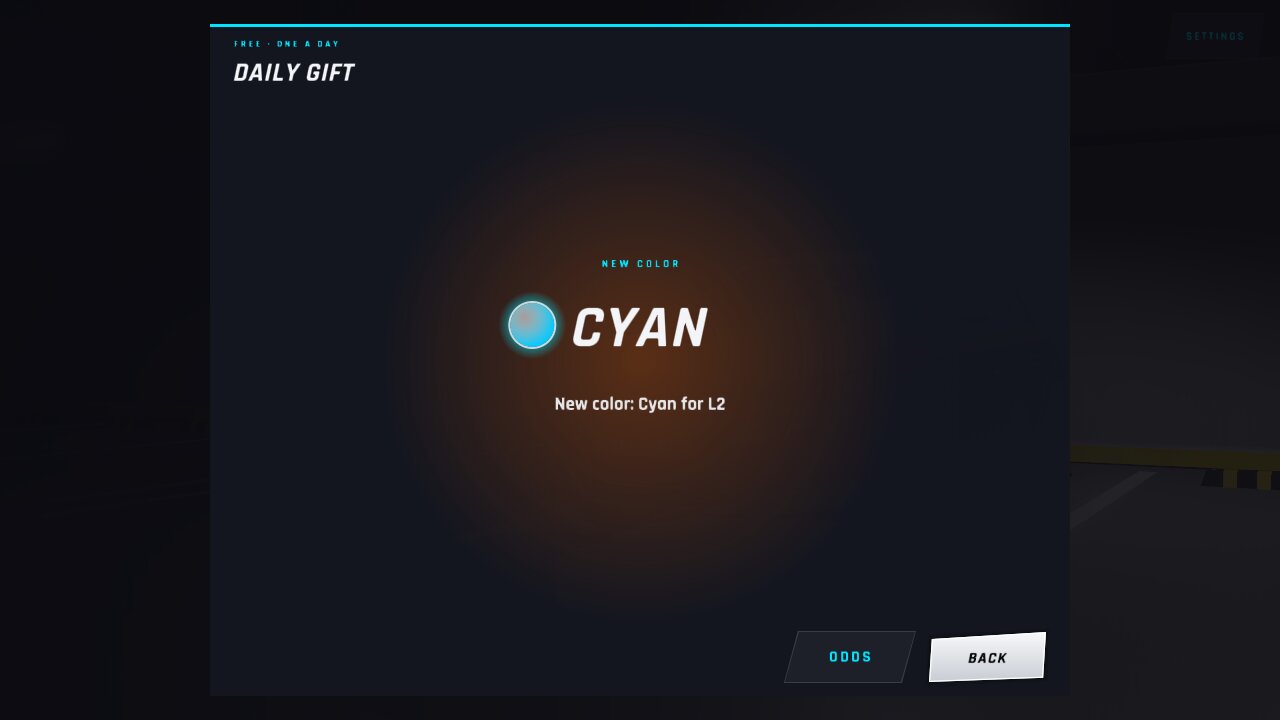 FREE · ONE A DAY
DAILY GIFT
SETTINGS
NEW COLOR
CYAN
New color: Cyan for L2
ODDS
BACK